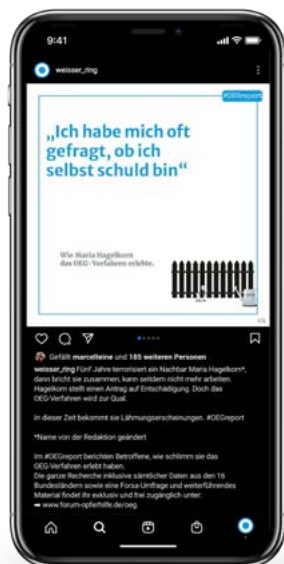 9:41
weisser_ring
#OEGreport
„Ich habe mich oft
gefragt, ob ich
selbst schuld bin“
Wie Maria Hagelkorn
das OEG-Verfahren erlebte.
Gefällt marcelteine und 185 weiteren Personen
weisser_ring Fünf Jahre terrorisiert ein Nachbar Maria Hagelkorn*,
dann bricht sie zusammen, kann seitdem nicht mehr arbeiten.
Hagelkorn stellt einen Antrag auf Entschädigung. Doch das
OEG-Verfahren wird zur Qual.
In dieser Zeit bekommt sie Lähmungserscheinungen. #OEGreport
*Name von der Redaktion geändert
Im #OEGreport berichten Betroffene, wie schlimm sie das
OEG-Verfahren erlebt haben.
Die ganze Recherche inklusive sämtlicher Daten aus den 16
Bundesländern sowie eine Forsa-Umfrage und weiterführendes
Material findet ihr exklusiv und frei zugänglich unter:
➡ www.forum-opferhilfe.de/oeg.